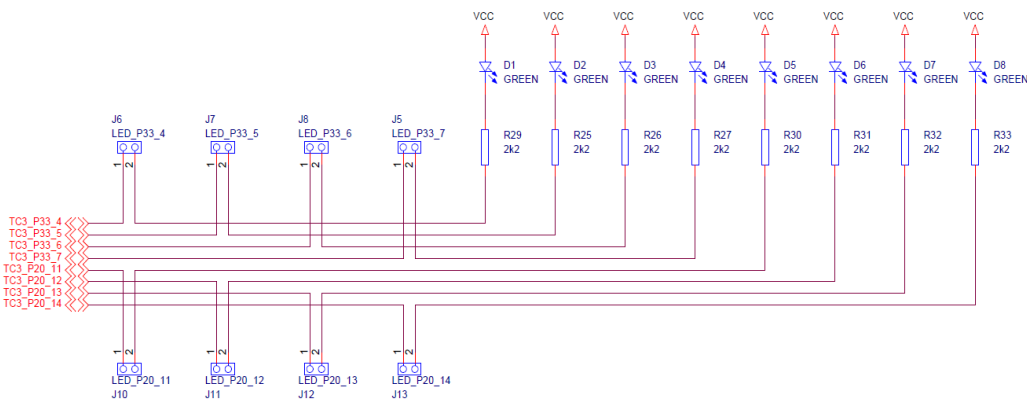 VCC VCC VCC VCC VCC VCC VCC VCC
D1 D2 D3 D4 D5 D6 D7 D8
GREEN GREEN GREEN GREEN GREEN GREEN GREEN GREEN
J6 J7 J8 J5
LED_P33_4 LED_P33_5 LED_P33_6 LED_P33_7
R29 R25 R26 R27 R30 R31 R32 R33
2k2 2k2 2k2 2k2 2k2 2k2 2k2 2k2
1 2 1 2 1 2 1 2
TC3_P33_4
TC3_P33_5
TC3_P33_6
TC3_P33_7
TC3_P20_11
TC3_P20_12
TC3_P20_13
TC3_P20_14
1 2 1 2 1 2 1 2
LED_P20_11 LED_P20_12 LED_P20_13 LED_P20_14
J10 J11 J12 J13